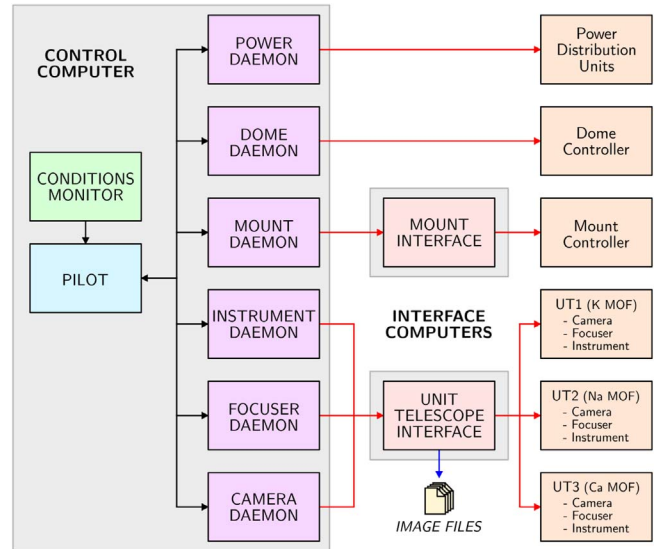 CONTROL
COMPUTER
CONDITIONS
MONITOR
PILOT
POWER
DAEMON
DOME
DAEMON
MOUNT
DAEMON
INSTRUMENT
DAEMON
FOCUSER
DAEMON
CAMERA
DAEMON
MOUNT
INTERFACE
INTERFACE
COMPUTERS
UNIT
TELESCOPE
INTERFACE
IMAGE FILES
Power
Distribution
Units
Dome
Controller
Mount
Controller
UT1 (K MOF)
- Camera
- Focuser
- Instrument
UT2 (Na MOF)
- Camera
- Focuser
- Instrument
UT3 (Ca MOF)
- Camera
- Focuser
- Instrument